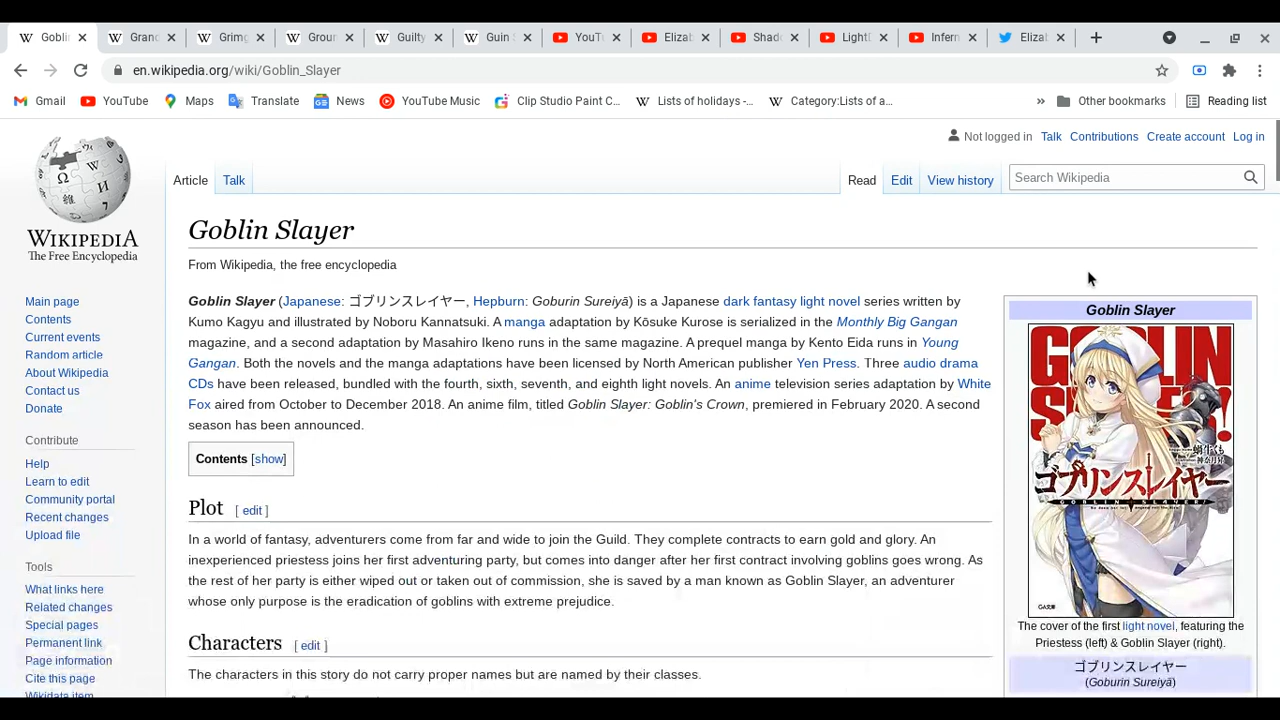 Goblin
Grand
Grimg
Groun
Guilty
Guin S
YouTu
Elizab
Shado
LightD
Infern
Elizab
en.wikipedia.org/wiki/Goblin_Slayer
Gmail YouTube Maps Translate News YouTube Music Clip Studio Paint C... Lists of holidays -... Category:Lists of a... » Other bookmarks Reading list
Not logged in Talk Contributions Create account Log in
Article Talk Read Edit View history Search Wikipedia
WIKIPEDIA
The Free Encyclopedia
Main page
Contents
Current events
Random article
About Wikipedia
Contact us
Donate
Contribute
Help
Learn to edit
Community portal
Recent changes
Upload file
Tools
What links here
Related changes
Special pages
Permanent link
Page information
Cite this page
Wikidata item
Goblin Slayer
From Wikipedia, the free encyclopedia
Goblin Slayer (Japanese: ゴブリンスレイヤー, Hepburn: Goburin Sureiyā) is a Japanese dark fantasy light novel series written by
Kumo Kagyu and illustrated by Noboru Kannatsuki. A manga adaptation by Kōsuke Kurose is serialized in the Monthly Big Gangan
magazine, and a second adaptation by Masahiro Ikeno runs in the same magazine. A prequel manga by Kento Eida runs in Young
Gangan. Both the novels and the manga adaptations have been licensed by North American publisher Yen Press. Three audio drama
CDs have been released, bundled with the fourth, sixth, seventh, and eighth light novels. An anime television series adaptation by White
Fox aired from October to December 2018. An anime film, titled Goblin Slayer: Goblin's Crown, premiered in February 2020. A second
season has been announced.
Contents [show]
Plot [ edit ]
In a world of fantasy, adventurers come from far and wide to join the Guild. They complete contracts to earn gold and glory. An
inexperienced priestess joins her first adventuring party, but comes into danger after her first contract involving goblins goes wrong. As
the rest of her party is either wiped out or taken out of commission, she is saved by a man known as Goblin Slayer, an adventurer
whose only purpose is the eradication of goblins with extreme prejudice.
Characters [ edit ]
The characters in this story do not carry proper names but are named by their classes.
Goblin Slayer
GOBLIN
ゴブリンスレイヤー
GOBLIN SLAYER!
GA文庫
The cover of the first light novel, featuring the
Priestess (left) & Goblin Slayer (right).
ゴブリンスレイヤー
(Goburin Sureiyā)